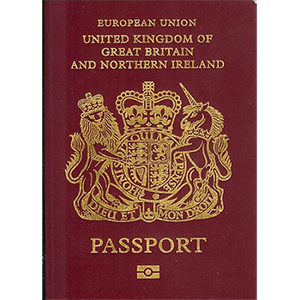 EUROPEAN UNION
UNITED KINGDOM OF
GREAT BRITAIN
AND NORTHERN IRELAND
DIEU ET MON DROIT
PASSPORT